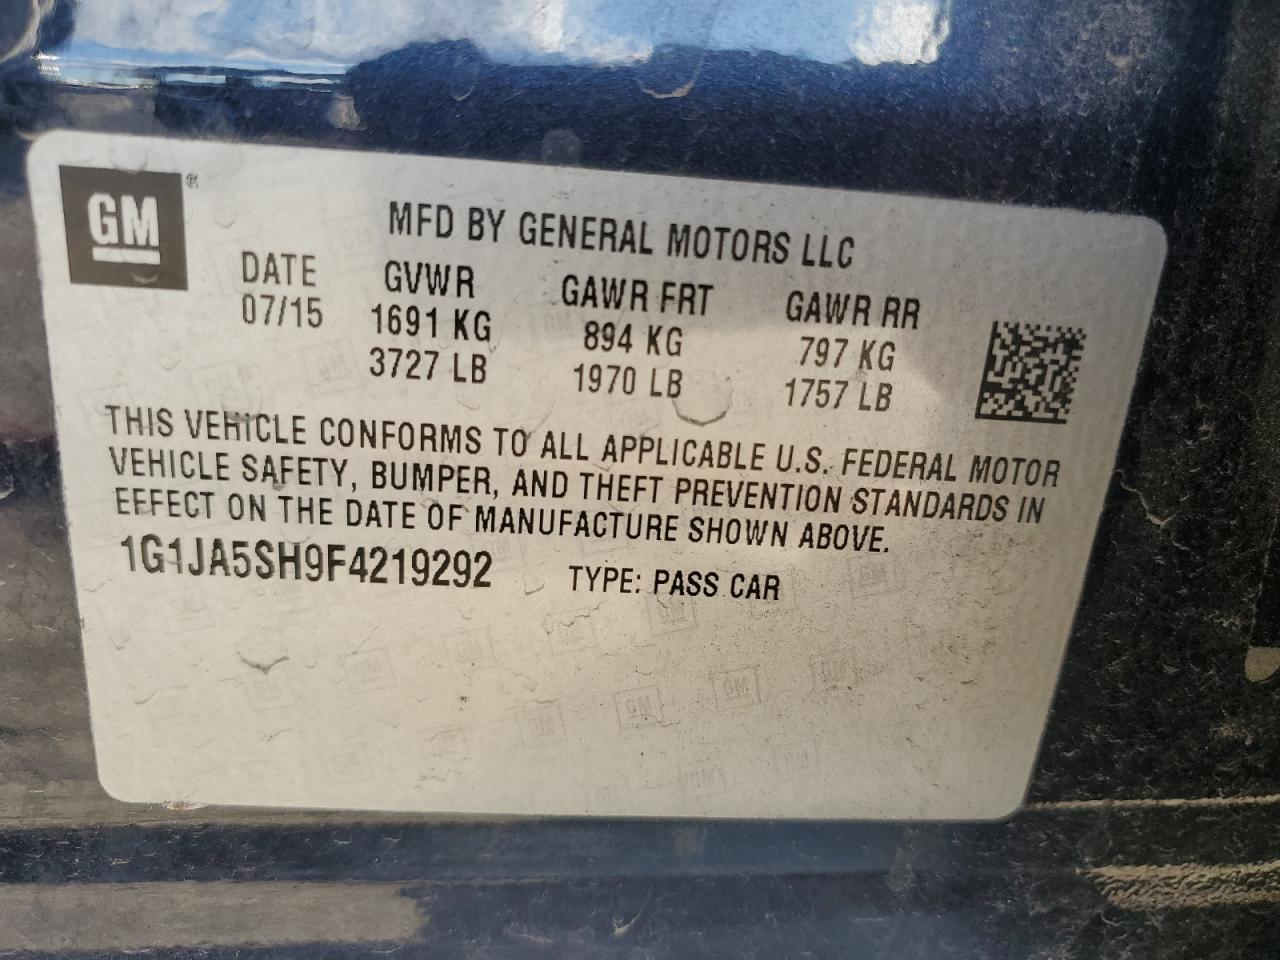 GM®
MFD BY GENERAL MOTORS LLC
DATE GVWR GAWR FRT GAWR RR
07/15 1691 KG 894 KG 797 KG
3727 LB 1970 LB 1757 LB
THIS VEHICLE CONFORMS TO ALL APPLICABLE U.S. FEDERAL MOTOR
VEHICLE SAFETY, BUMPER, AND THEFT PREVENTION STANDARDS IN
EFFECT ON THE DATE OF MANUFACTURE SHOWN ABOVE.
1G1JA5SH9F4219292 TYPE: PASS CAR